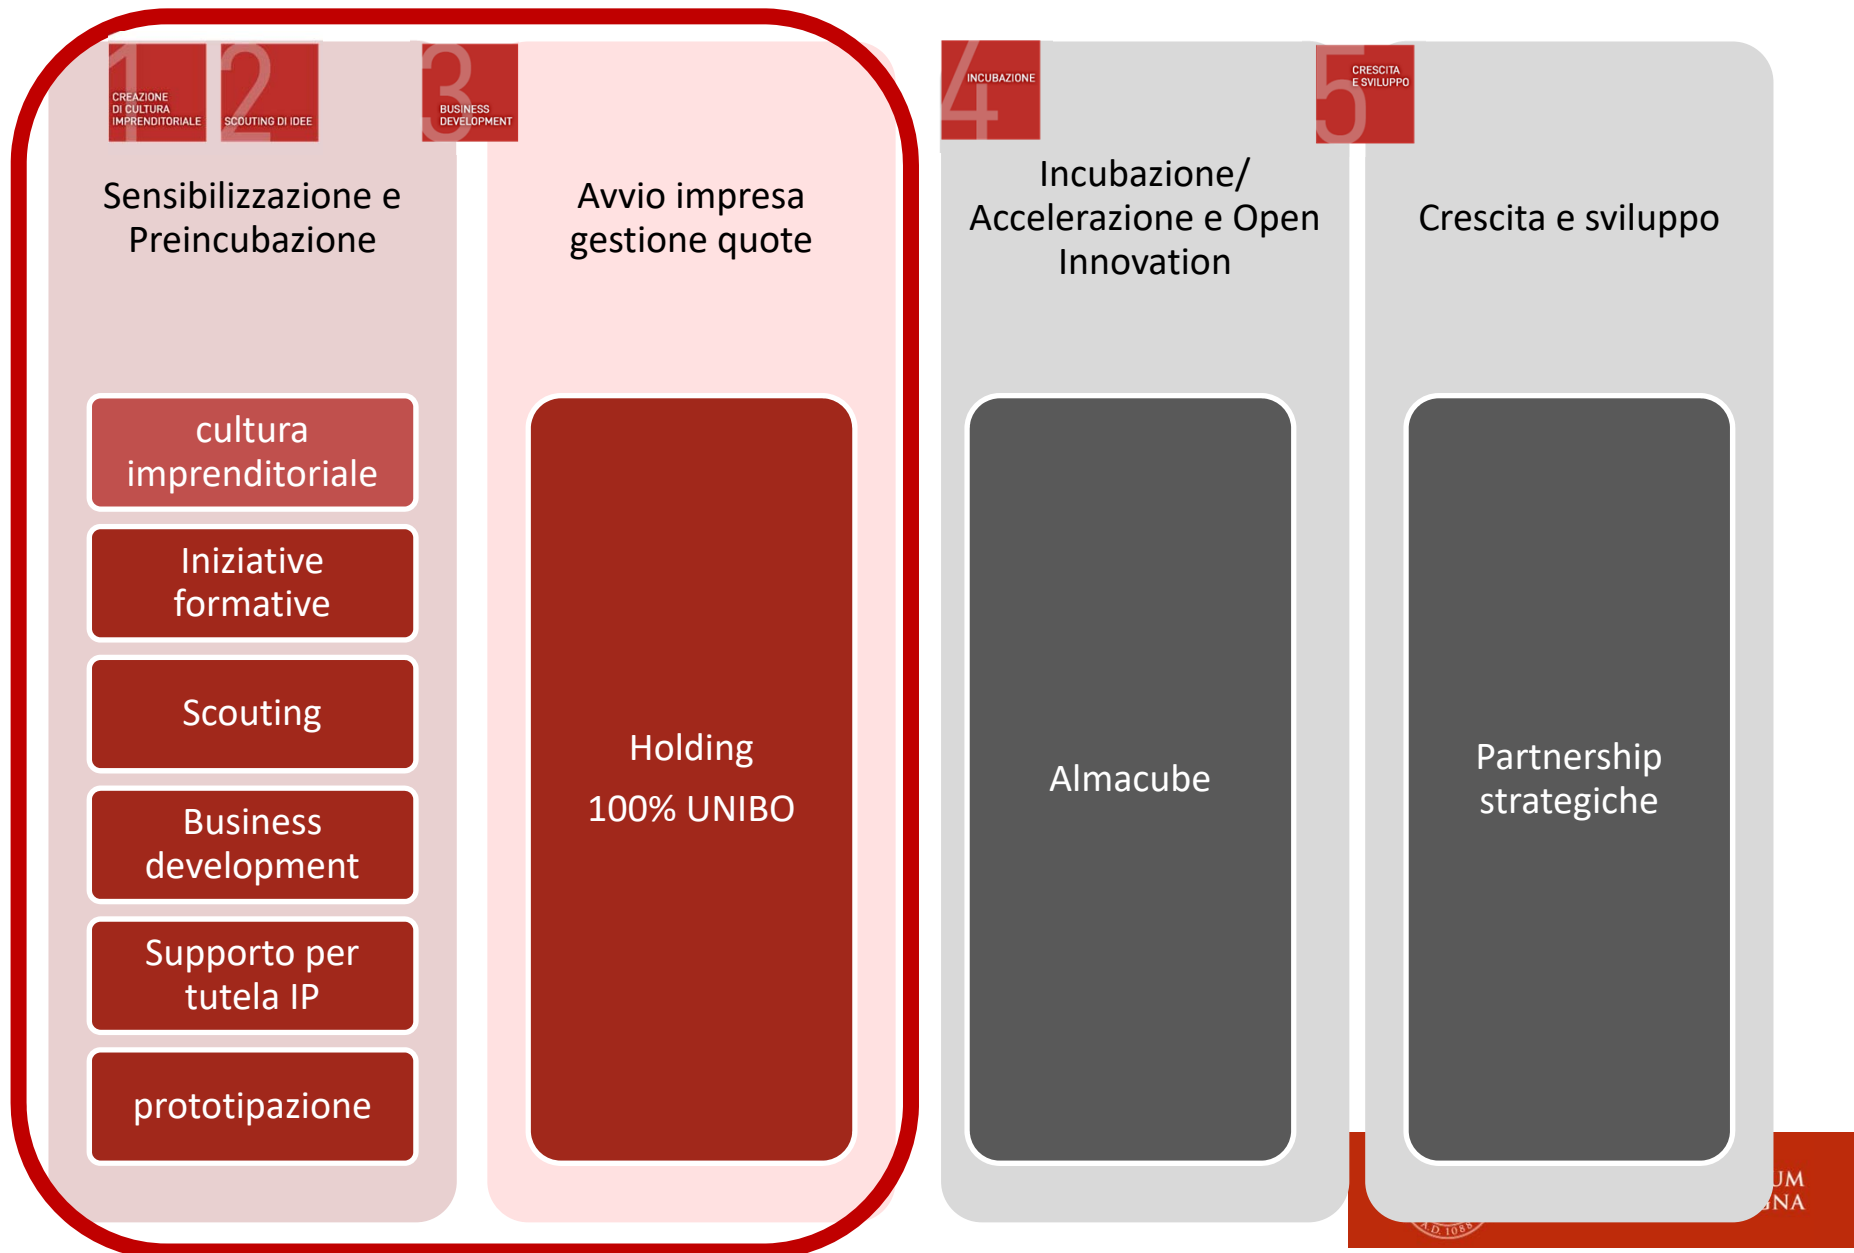 1
CREAZIONE
DI CULTURA
IMPRENDITORIALE
2
SCOUTING DI IDEE
3
BUSINESS
DEVELOPMENT
Sensibilizzazione e
Preincubazione
cultura
imprenditoriale
Iniziative
formative
Scouting
Business
development
Supporto per
tutela IP
prototipazione
Avvio impresa
gestione quote
Holding
100% UNIBO
4
INCUBAZIONE
Incubazione/
Accelerazione e Open
Innovation
Almacube
5
CRESCITA
E SVILUPPO
Crescita e sviluppo
Partnership
strategiche
A.D. 1088